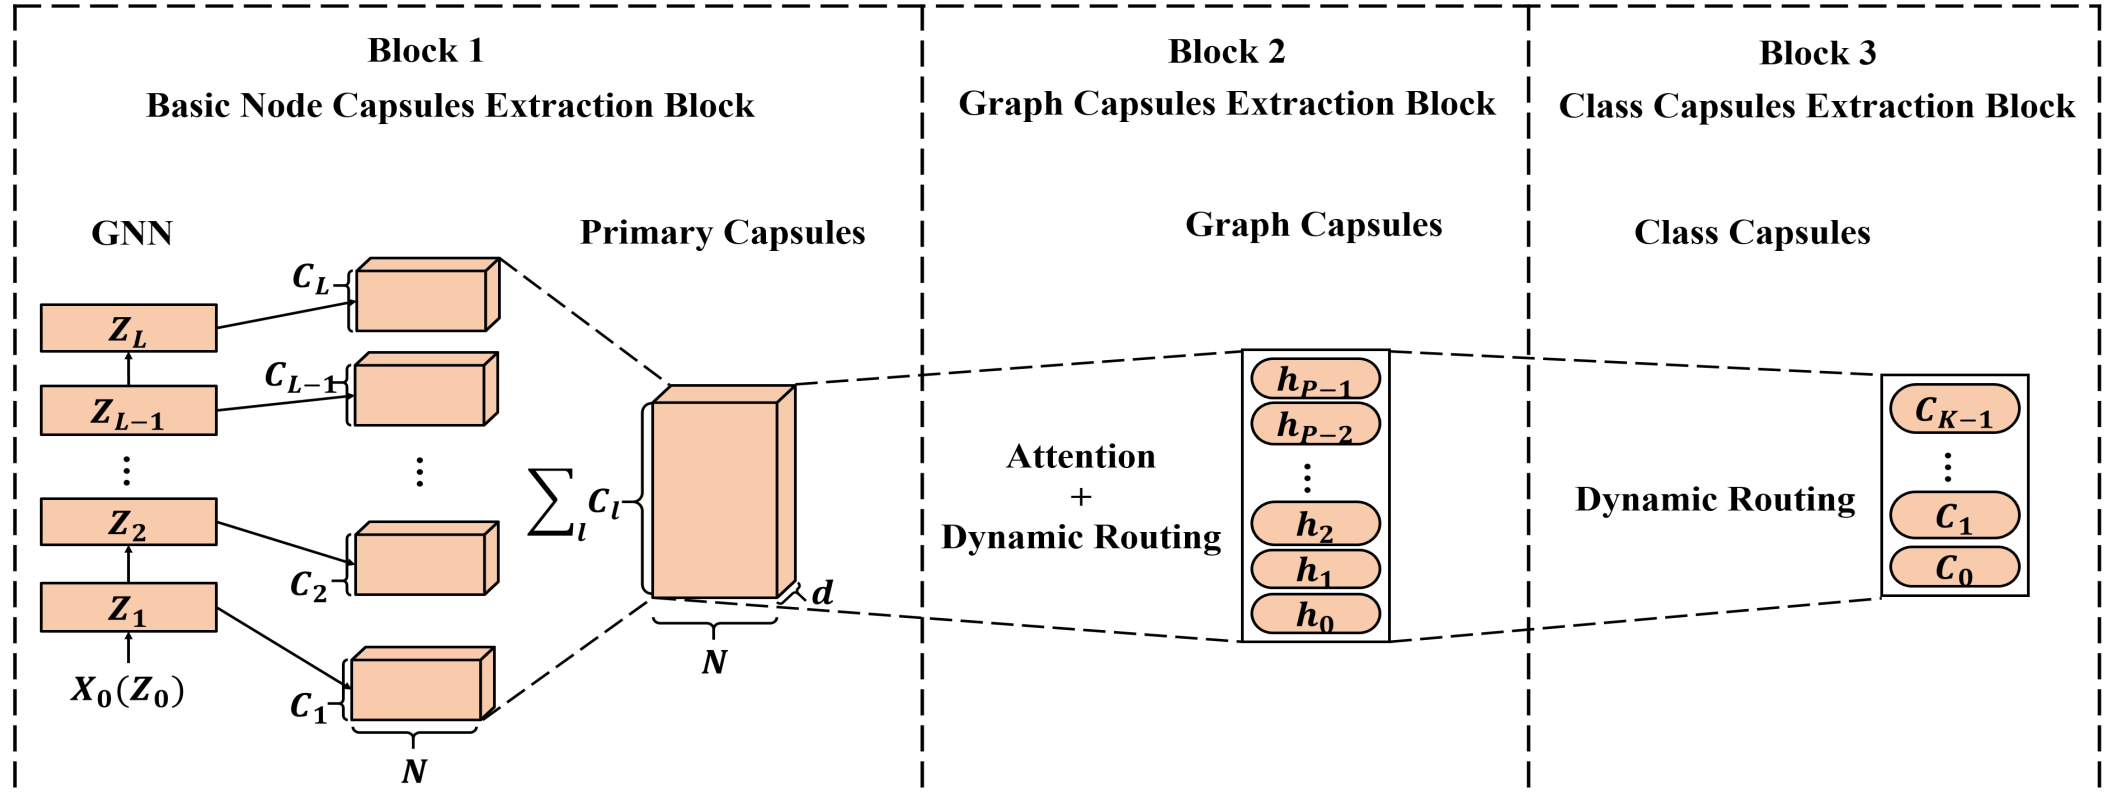 Block 1
Basic Node Capsules Extraction Block
GNN
Primary Capsules
Z_L
Z_{L-1}
⋮
Z_2
Z_1
X_0(Z_0)
C_L
C_{L-1}
⋮
C_2
C_1
N
∑_l C_l
d
N
Block 2
Graph Capsules Extraction Block
Graph Capsules
Attention
+
Dynamic Routing
h_{P-1}
h_{P-2}
⋮
h_2
h_1
h_0
Block 3
Class Capsules Extraction Block
Class Capsules
Dynamic Routing
C_{K-1}
⋮
C_1
C_0